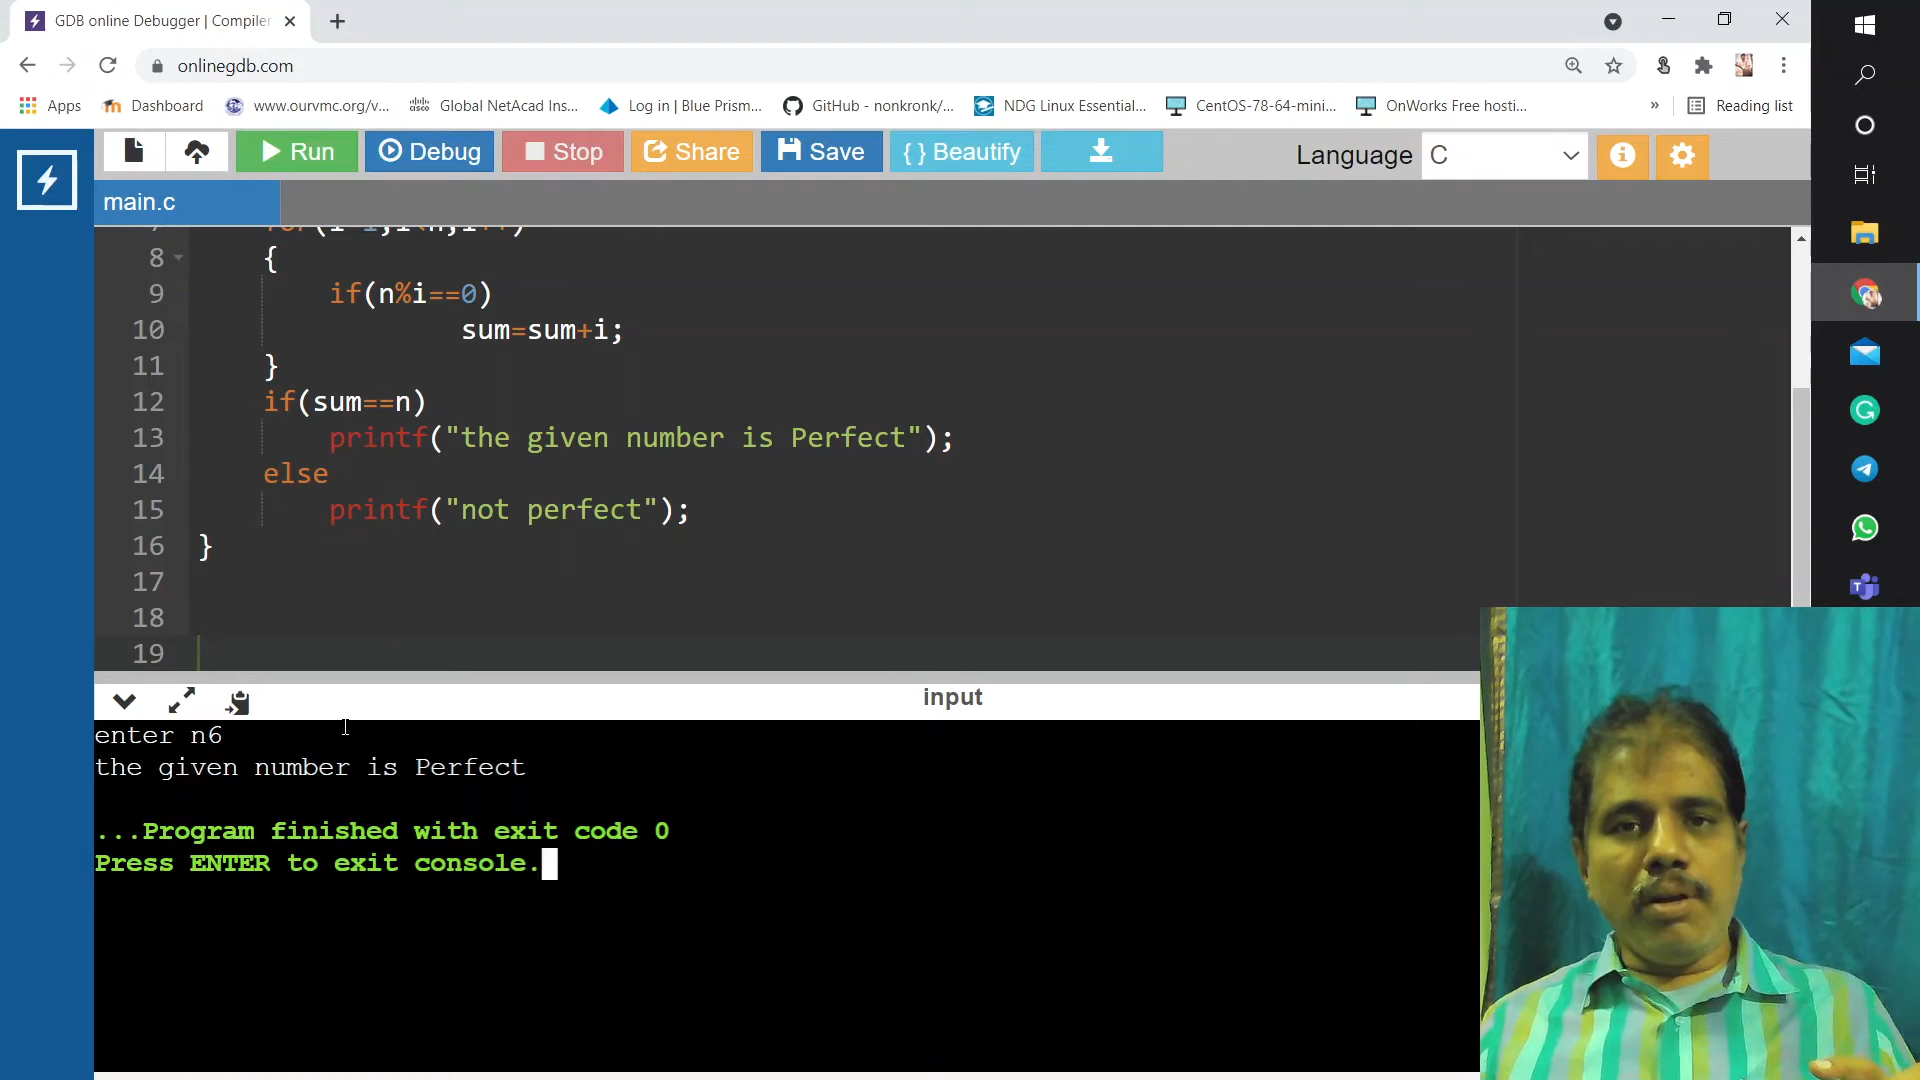 GDB online Debugger | Compiler
onlinegdb.com
Apps Dashboard www.ourvmc.org/v... Global NetAcad Ins... Log in | Blue Prism... GitHub - nonkronk/... NDG Linux Essential... CentOS-78-64-mini... OnWorks Free hosti... » Reading list
Run Debug Stop Share Save { } Beautify Language C
main.c
8 {
9 if(n%i==0)
10 sum=sum+i;
11 }
12 if(sum==n)
13 printf("the given number is Perfect");
14 else
15 printf("not perfect");
16 }
17
18
19
input
enter n6
the given number is Perfect
...Program finished with exit code 0
Press ENTER to exit console.